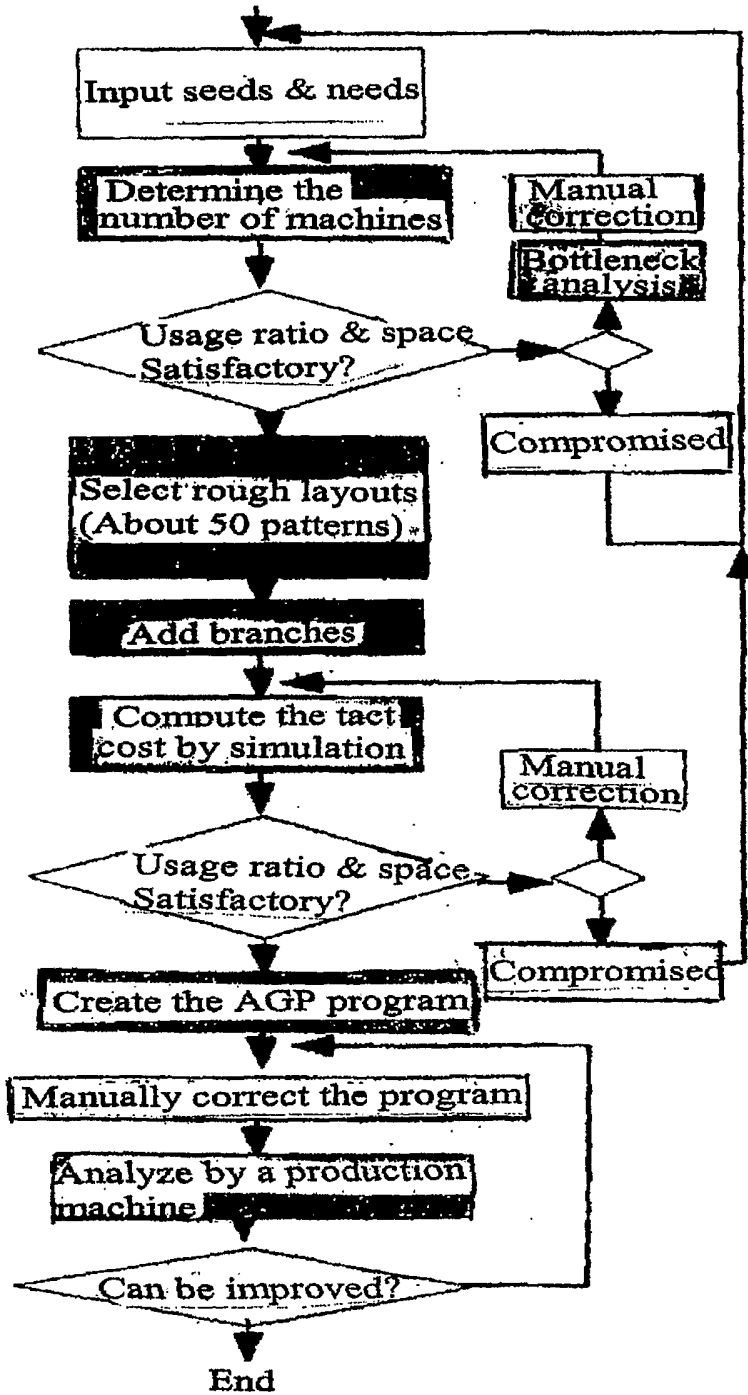 Input seeds & needs
Determine the
number of machines
Manual
correction
Bottleneck
analysis
Usage ratio & space
Satisfactory?
Compromised
Select rough layouts
(About 50 patterns)
Add branches
Compute the tact
cost by simulation
Manual
correction
Usage ratio & space
Satisfactory?
Compromised
Create the AGP program
Manually correct the program
Analyze by a production
machine
Can be improved?
End